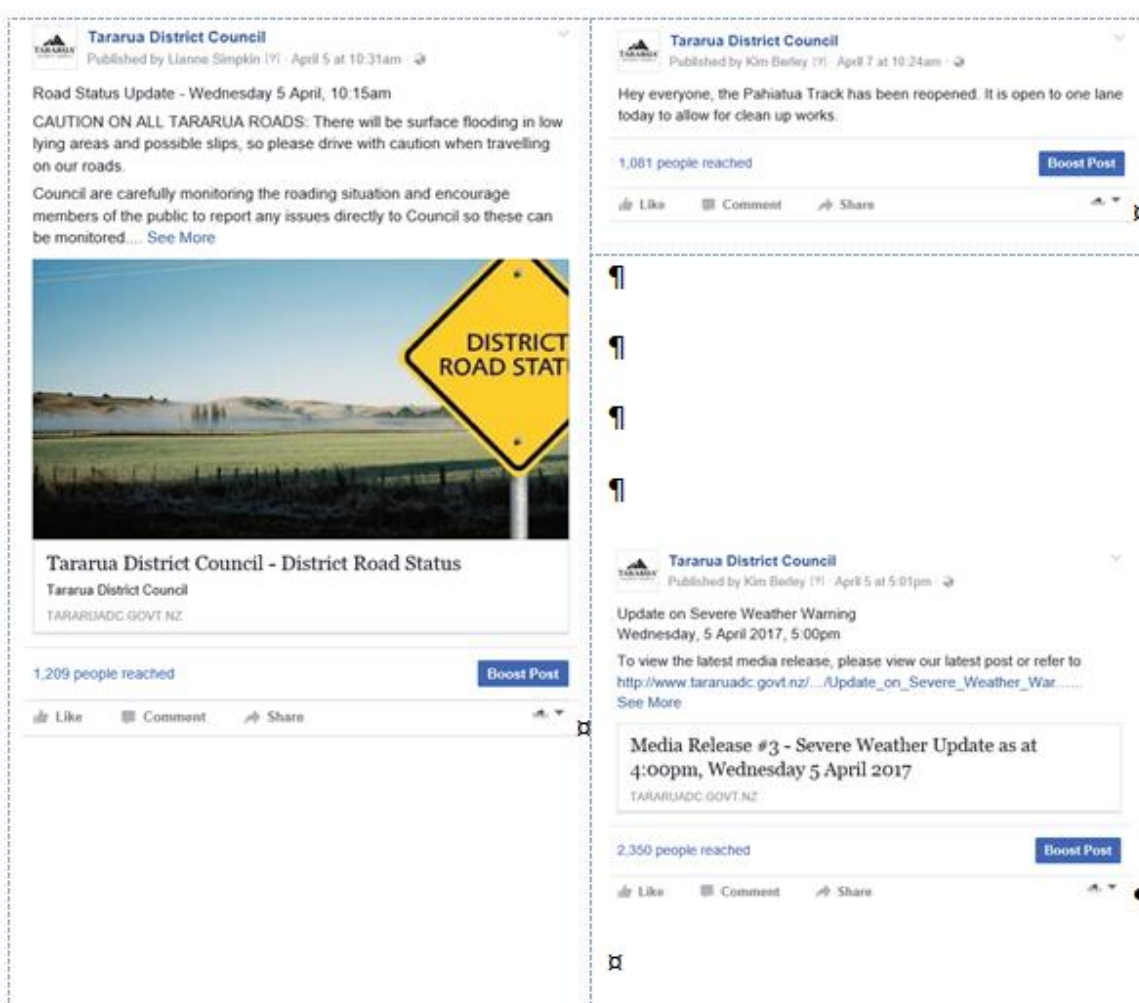 Tararua District Council
Published by Lianne Simpkin [?] · April 5 at 10:31am ·
Road Status Update - Wednesday 5 April, 10:15am
CAUTION ON ALL TARARUA ROADS: There will be surface flooding in low
lying areas and possible slips, so please drive with caution when travelling
on our roads.
Council are carefully monitoring the roading situation and encourage
members of the public to report any issues directly to Council so these can
be monitored.... See More
DISTRICT
ROAD STAT
Tararua District Council - District Road Status
Tararua District Council
TARARUADC.GOVT.NZ
1,209 people reached
Boost Post
Like Comment Share
¤
Tararua District Council
Published by Kim Berley [?] · April 7 at 10:24am ·
Hey everyone, the Pahiatua Track has been reopened. It is open to one lane
today to allow for clean up works.
1,081 people reached
Boost Post
Like Comment Share
¤
¶
¶
¶
¶
Tararua District Council
Published by Kim Berley [?] · April 5 at 5:01pm ·
Update on Severe Weather Warning
Wednesday, 5 April 2017, 5:00pm
To view the latest media release, please view our latest post or refer to
http://www.tararuadc.govt.nz/.../Update_on_Severe_Weather_War......
See More
Media Release #3 - Severe Weather Update as at
4:00pm, Wednesday 5 April 2017
TARARUADC.GOVT.NZ
2,350 people reached
Boost Post
Like Comment Share
¤